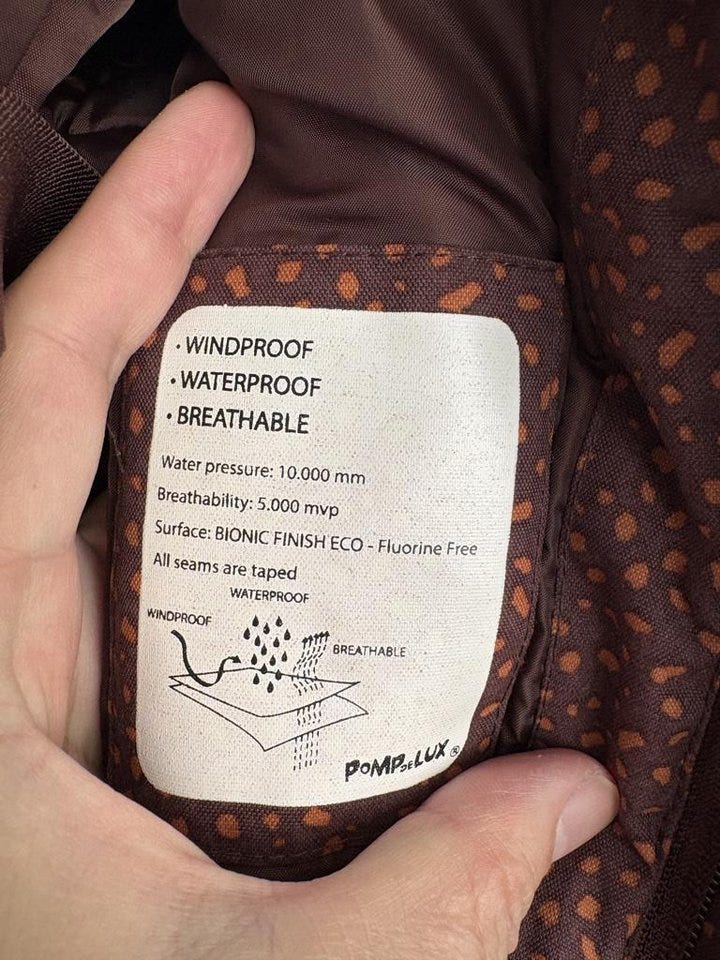 · WINDPROOF
· WATERPROOF
· BREATHABLE
Water pressure: 10.000 mm
Breathability: 5.000 mvp
Surface: BIONIC FINISH ECO - Fluorine Free
All seams are taped
WATERPROOF
WINDPROOF
BREATHABLE
POMPDELUX®